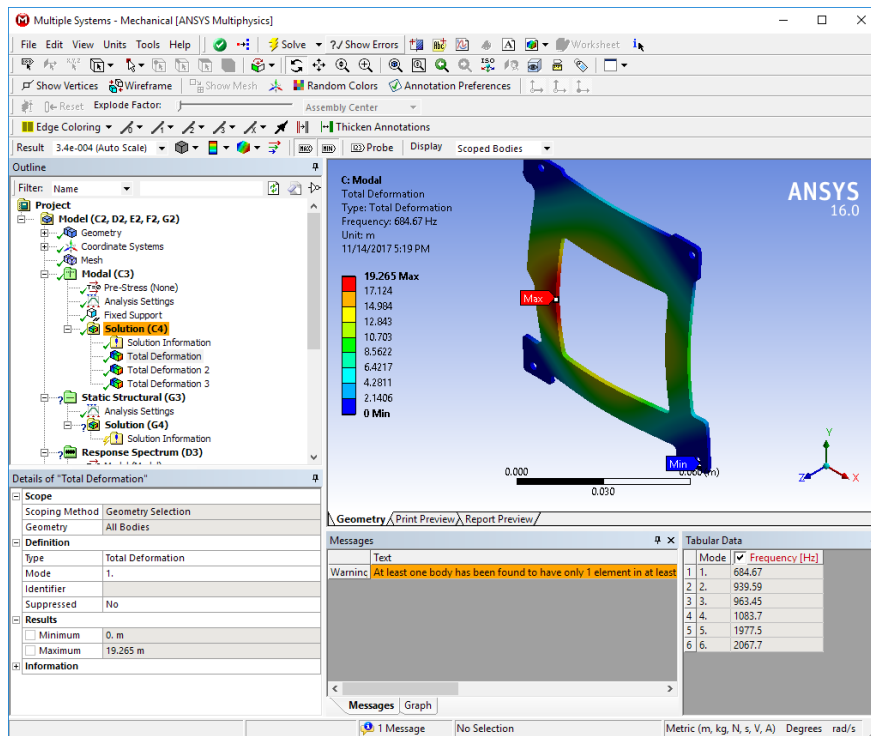 Multiple Systems - Mechanical [ANSYS Multiphysics]
File Edit View Units Tools Help Solve ?/ Show Errors Worksheet
Show Vertices Wireframe Show Mesh Random Colors Annotation Preferences
Reset Explode Factor: Assembly Center
Edge Coloring Thicken Annotations
Result 3.4e-004 (Auto Scale) MAX MIN Probe Display Scoped Bodies
Outline
Filter: Name
Project
Model (C2, D2, E2, F2, G2)
Geometry
Coordinate Systems
Mesh
Modal (C3)
Pre-Stress (None)
Analysis Settings
Fixed Support
Solution (C4)
Solution Information
Total Deformation
Total Deformation 2
Total Deformation 3
Static Structural (G3)
Analysis Settings
Solution (G4)
Solution Information
Response Spectrum (D3)
Details of "Total Deformation"
Scope
Scoping Method Geometry Selection
Geometry All Bodies
Definition
Type Total Deformation
Mode 1.
Identifier
Suppressed No
Results
Minimum 0. m
Maximum 19.265 m
Information
C: Modal
Total Deformation
Type: Total Deformation
Frequency: 684.67 Hz
Unit: m
11/14/2017 5:19 PM
19.265 Max
17.124
14.984
12.843
10.703
8.5622
6.4217
4.2811
2.1406
0 Min
ANSYS
16.0
Max
Min
0.000
(m)
0.030
Y
Z
X
Geometry Print Preview Report Preview
Messages
Text
Warning At least one body has been found to have only 1 element in at least
Messages Graph
Tabular Data
Mode Frequency [Hz]
1 1. 684.67
2 2. 939.59
3 3. 963.45
4 4. 1083.7
5 5. 1977.5
6 6. 2067.7
1 Message No Selection Metric (m, kg, N, s, V, A) Degrees rad/s